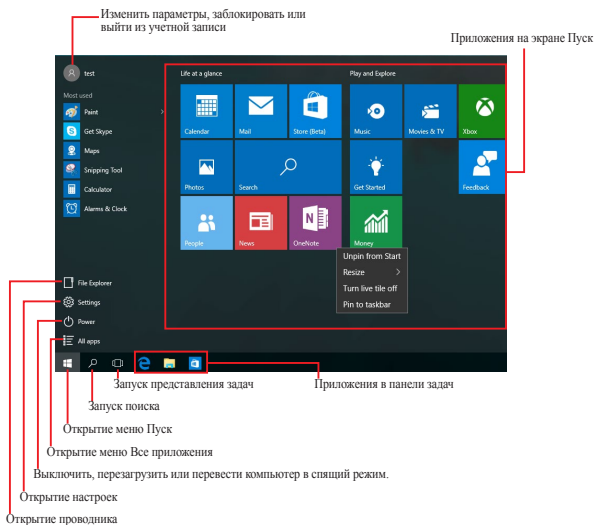 Изменить параметры, заблокировать или
выйти из учетной записи
Приложения на экране Пуск
test
Most used
Paint
Get Skype
Maps
Snipping Tool
Calculator
Alarms & Clock
File Explorer
Settings
Power
All apps
Life at a glance
Play and Explore
Calendar
Mail
Store (Beta)
Music
Movies & TV
Xbox
Photos
Search
Get Started
Feedback
People
News
OneNote
Money
Unpin from Start
Resize
Turn live tile off
Pin to taskbar
Запуск представления задач
Приложения в панели задач
Запуск поиска
Открытие меню Пуск
Открытие меню Все приложения
Выключить, перезагрузить или перевести компьютер в спящий режим.
Открытие настроек
Открытие проводника